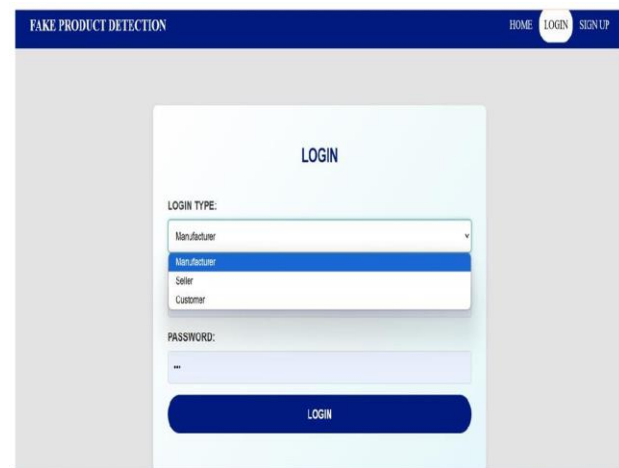 FAKE PRODUCT DETECTION HOME LOGIN SIGN UP
LOGIN
LOGIN TYPE:
Manufacturer
Manufacturer
Seller
Customer
PASSWORD:
•••
LOGIN